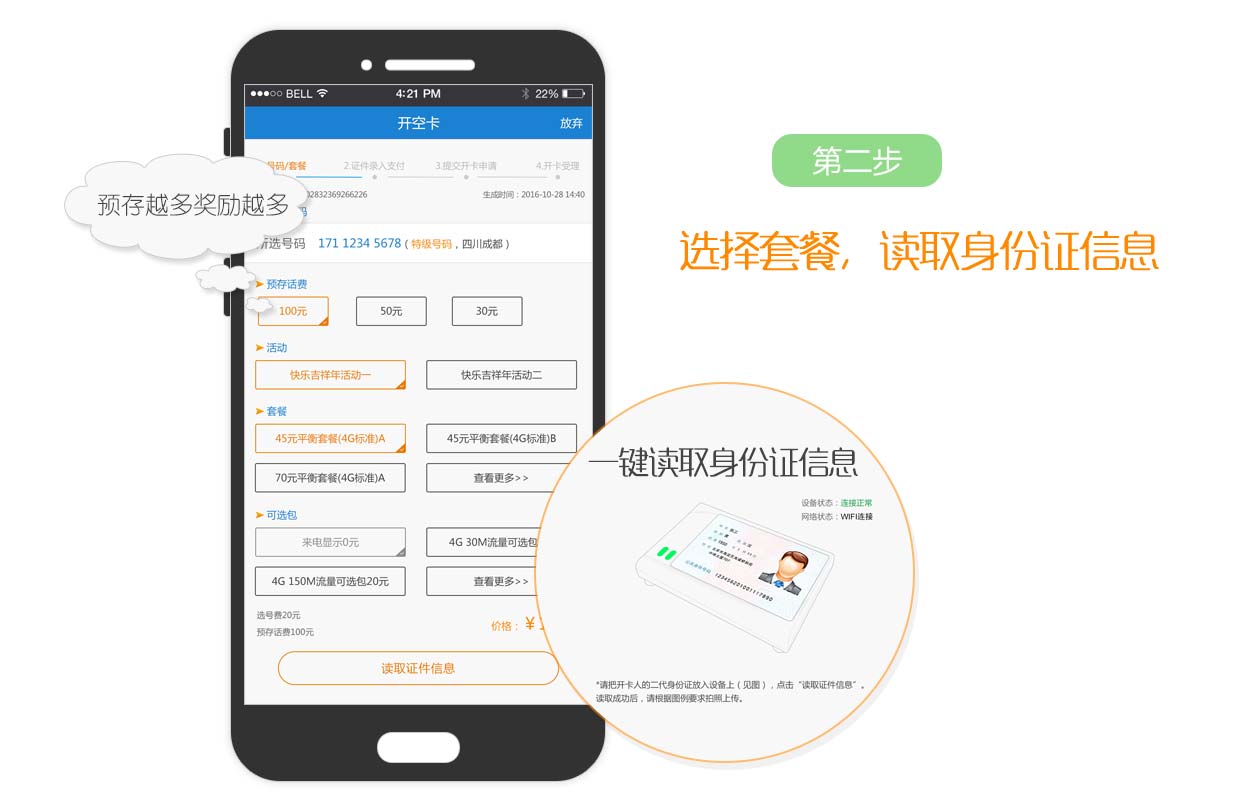 BELL 4:21 PM 22%
开空卡 放弃
号码/套餐 2.证件录入支付 3.提交开卡申请 4.开卡受理
02832369266226 生成时间：2016-10-28 14:40
预存越多奖励越多
所选号码 171 1234 5678 ( 特级号码，四川成都 )
预存话费
100元 50元 30元
活动
快乐吉祥年活动一 快乐吉祥年活动二
套餐
45元平衡套餐(4G标准)A 45元平衡套餐(4G标准)B
70元平衡套餐(4G标准)A 查看更多>>
可选包
来电显示0元 4G 30M流量可选包
4G 150M流量可选包20元 查看更多>>
选号费20元
预存话费100元
价格：¥
读取证件信息
第二步
选择套餐，读取身份证信息
一键读取身份证信息
设备状态：连接正常
网络状态：WIFI连接
公民身份号码 123456201001117890
*请把开卡人的二代身份证放入设备上（见图），点击“读取证件信息”。
读取成功后，请根据图例要求拍照上传。